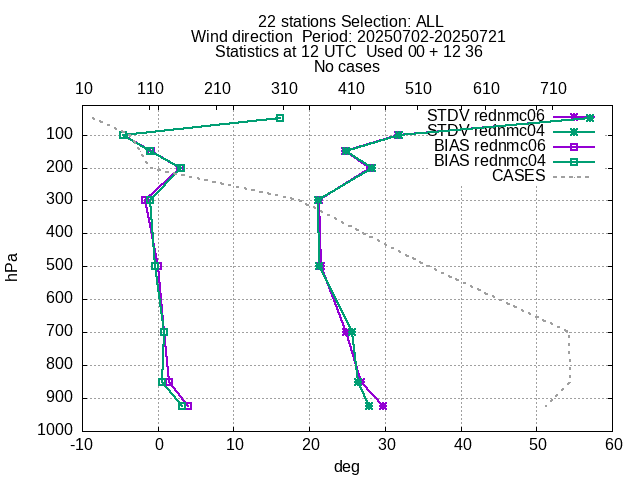 22 stations Selection: ALL
Wind direction  Period: 20250702-20250721
Statistics at 12 UTC  Used 00 + 12 36
No cases
10 110 210 310 410 510 610 710
STDV rednmc06
STDV rednmc04
BIAS rednmc06
BIAS rednmc04
CASES
100
200
300
400
500
600
700
800
900
1000
hPa
-10 0 10 20 30 40 50 60
deg